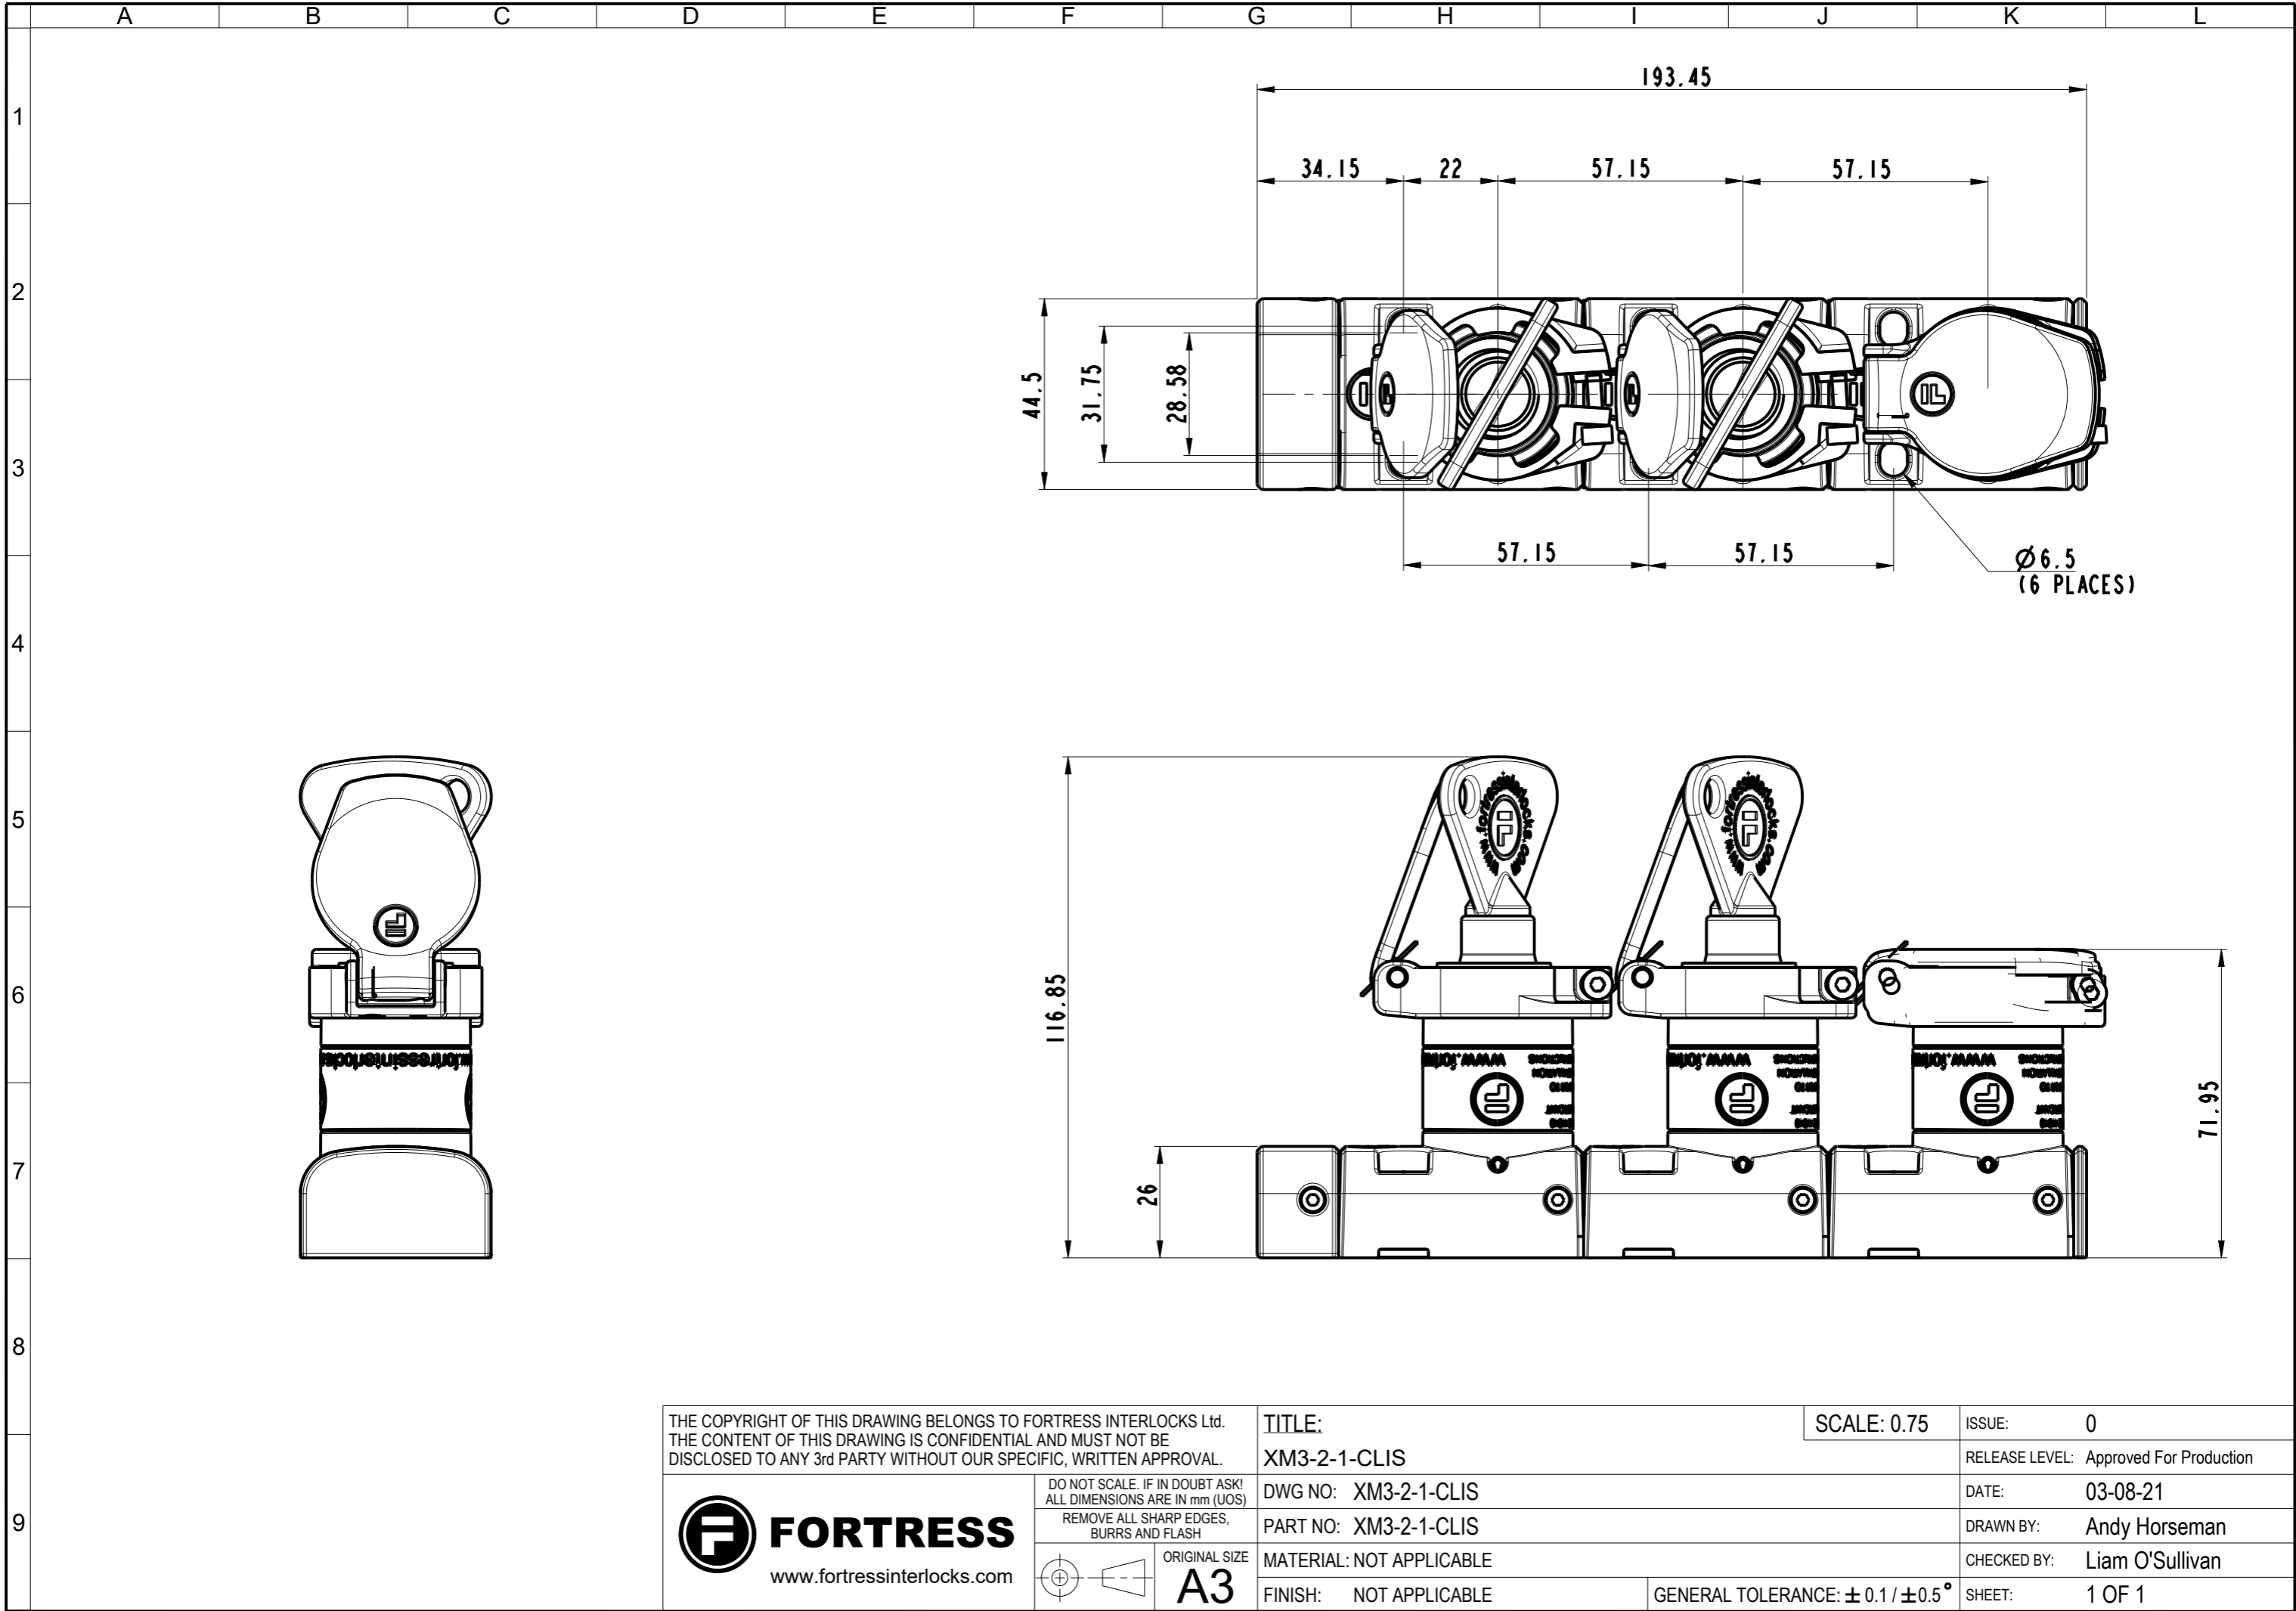 A B C D E F G H I J K L
1
2
3
4
5
6
7
8
9
193.45
34.15 22 57.15 57.15
44.5
31.75
28.58
57.15 57.15
Ø6.5
(6 PLACES)
116.85
26
71.95
THE COPYRIGHT OF THIS DRAWING BELONGS TO FORTRESS INTERLOCKS Ltd.
THE CONTENT OF THIS DRAWING IS CONFIDENTIAL AND MUST NOT BE
DISCLOSED TO ANY 3rd PARTY WITHOUT OUR SPECIFIC, WRITTEN APPROVAL.
FORTRESS
www.fortressinterlocks.com
DO NOT SCALE. IF IN DOUBT ASK!
ALL DIMENSIONS ARE IN mm (UOS)
REMOVE ALL SHARP EDGES,
BURRS AND FLASH
ORIGINAL SIZE
A3
TITLE:
XM3-2-1-CLIS
SCALE: 0.75
DWG NO: XM3-2-1-CLIS
PART NO: XM3-2-1-CLIS
MATERIAL: NOT APPLICABLE
FINISH: NOT APPLICABLE
GENERAL TOLERANCE: ± 0.1 / ±0.5°
ISSUE: 0
RELEASE LEVEL: Approved For Production
DATE: 03-08-21
DRAWN BY: Andy Horseman
CHECKED BY: Liam O'Sullivan
SHEET: 1 OF 1